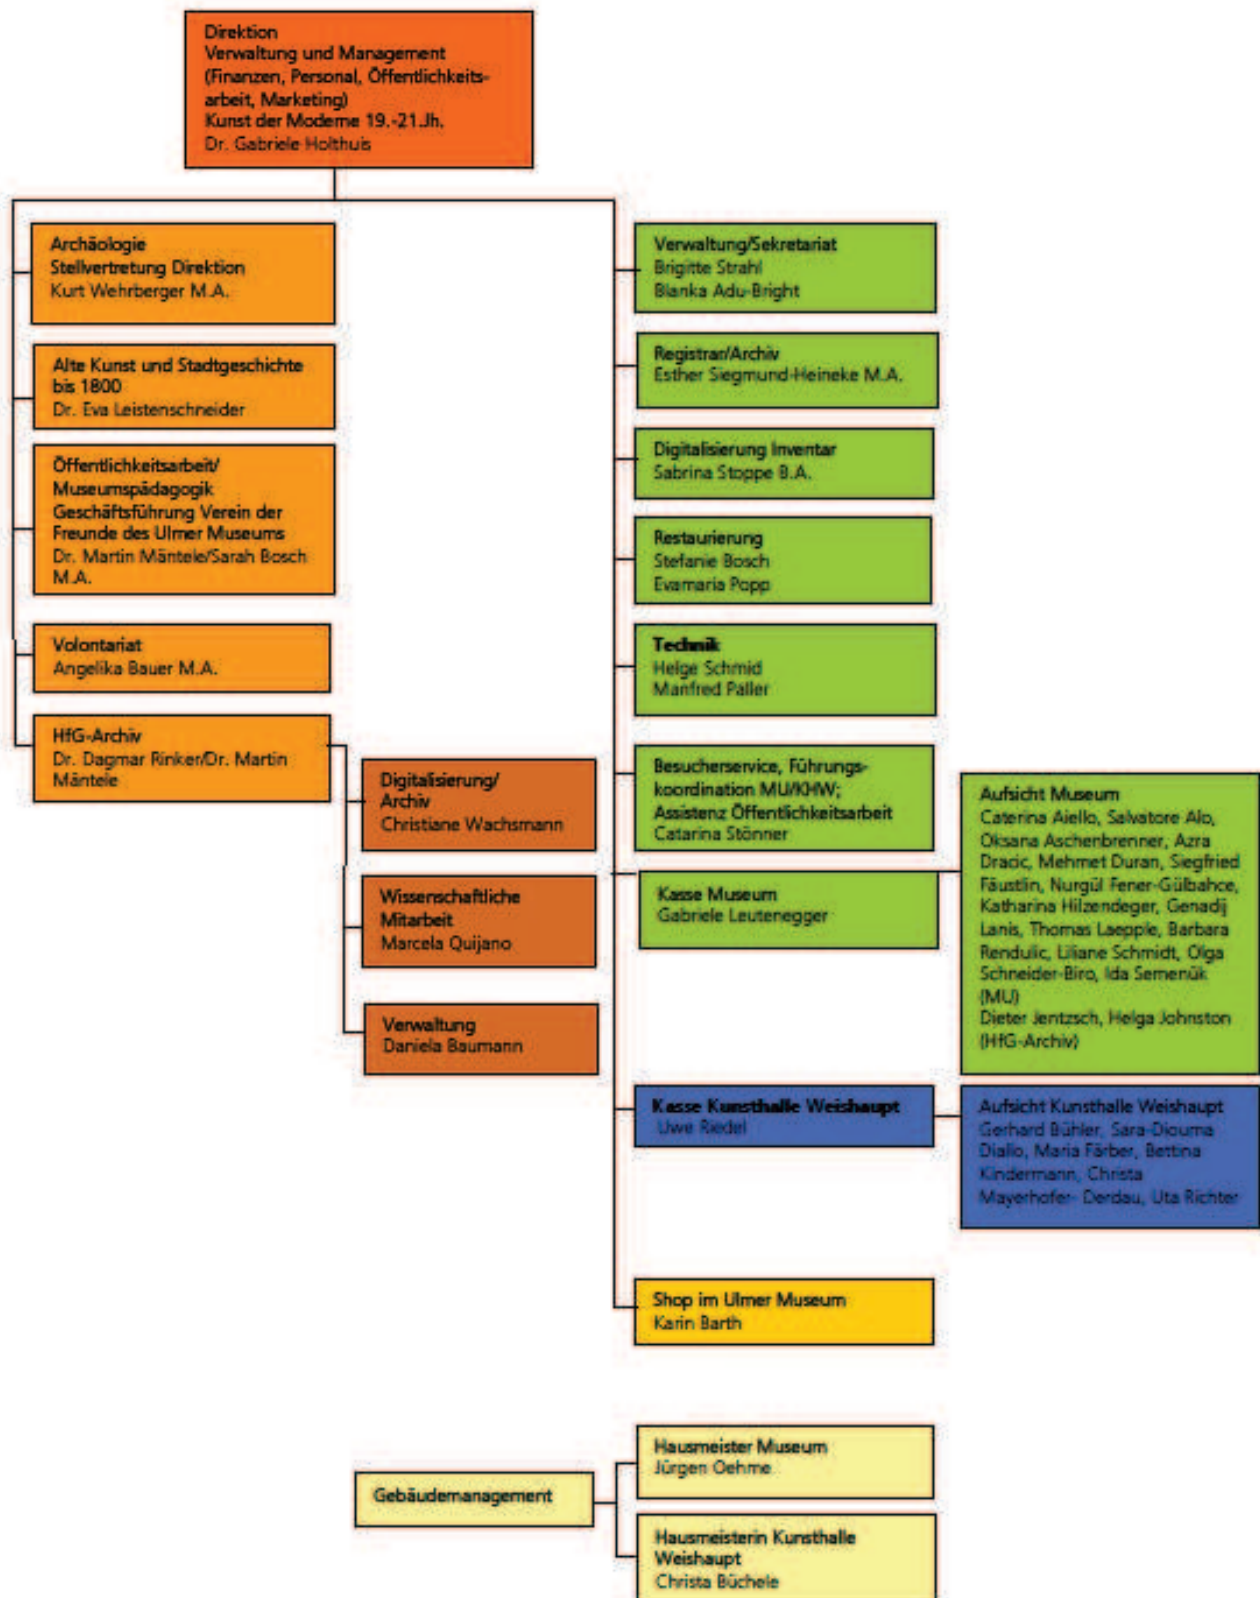 Direktion
Verwaltung und Management
(Finanzen, Personal, Öffentlichkeits-
arbeit, Marketing)
Kunst der Moderne 19.-21.Jh.
Dr. Gabriele Holthuis
Archäologie
Stellvertretung Direktion
Kurt Wehrberger M.A.
Alte Kunst und Stadtgeschichte
bis 1800
Dr. Eva Leistenschneider
Öffentlichkeitsarbeit/
Museumspädagogik
Geschäftsführung Verein der
Freunde des Ulmer Museums
Dr. Martin Mäntele/Sarah Bosch
M.A.
Volontariat
Angelika Bauer M.A.
HfG-Archiv
Dr. Dagmar Rinker/Dr. Martin
Mäntele
Digitalisierung/
Archiv
Christiane Wachsmann
Wissenschaftliche
Mitarbeit
Marcela Quijano
Verwaltung
Daniela Baumann
Verwaltung/Sekretariat
Brigitte Strahl
Blanka Adu-Bright
Registrar/Archiv
Esther Siegmund-Heineke M.A.
Digitalisierung Inventar
Sabrina Stoppe B.A.
Restaurierung
Stefanie Bosch
Evamaria Popp
Technik
Helge Schmid
Manfred Paller
Besucherservice, Führungs-
koordination MU/KHW;
Assistenz Öffentlichkeitsarbeit
Catarina Stönner
Kasse Museum
Gabriele Leutenegger
Aufsicht Museum
Caterina Aiello, Salvatore Alo,
Oksana Aschenbrenner, Azra
Dracic, Mehmet Duran, Siegfried
Fäustlin, Nurgül Fener-Gülbahce,
Katharina Hilzendeger, Genadij
Lanis, Thomas Laepple, Barbara
Rendulic, Liliane Schmidt, Olga
Schneider-Biro, Ida Semenük
(MU)
Dieter Jentzsch, Helga Johnston
(HfG-Archiv)
Kasse Kunsthalle Weishaupt
Uwe Riedel
Aufsicht Kunsthalle Weishaupt
Gerhard Bühler, Sara-Diouma
Diallo, Maria Färber, Bettina
Kindermann, Christa
Mayerhofer- Derdau, Uta Richter
Shop im Ulmer Museum
Karin Barth
Gebäudemanagement
Hausmeister Museum
Jürgen Oehme
Hausmeisterin Kunsthalle
Weishaupt
Christa Büchele